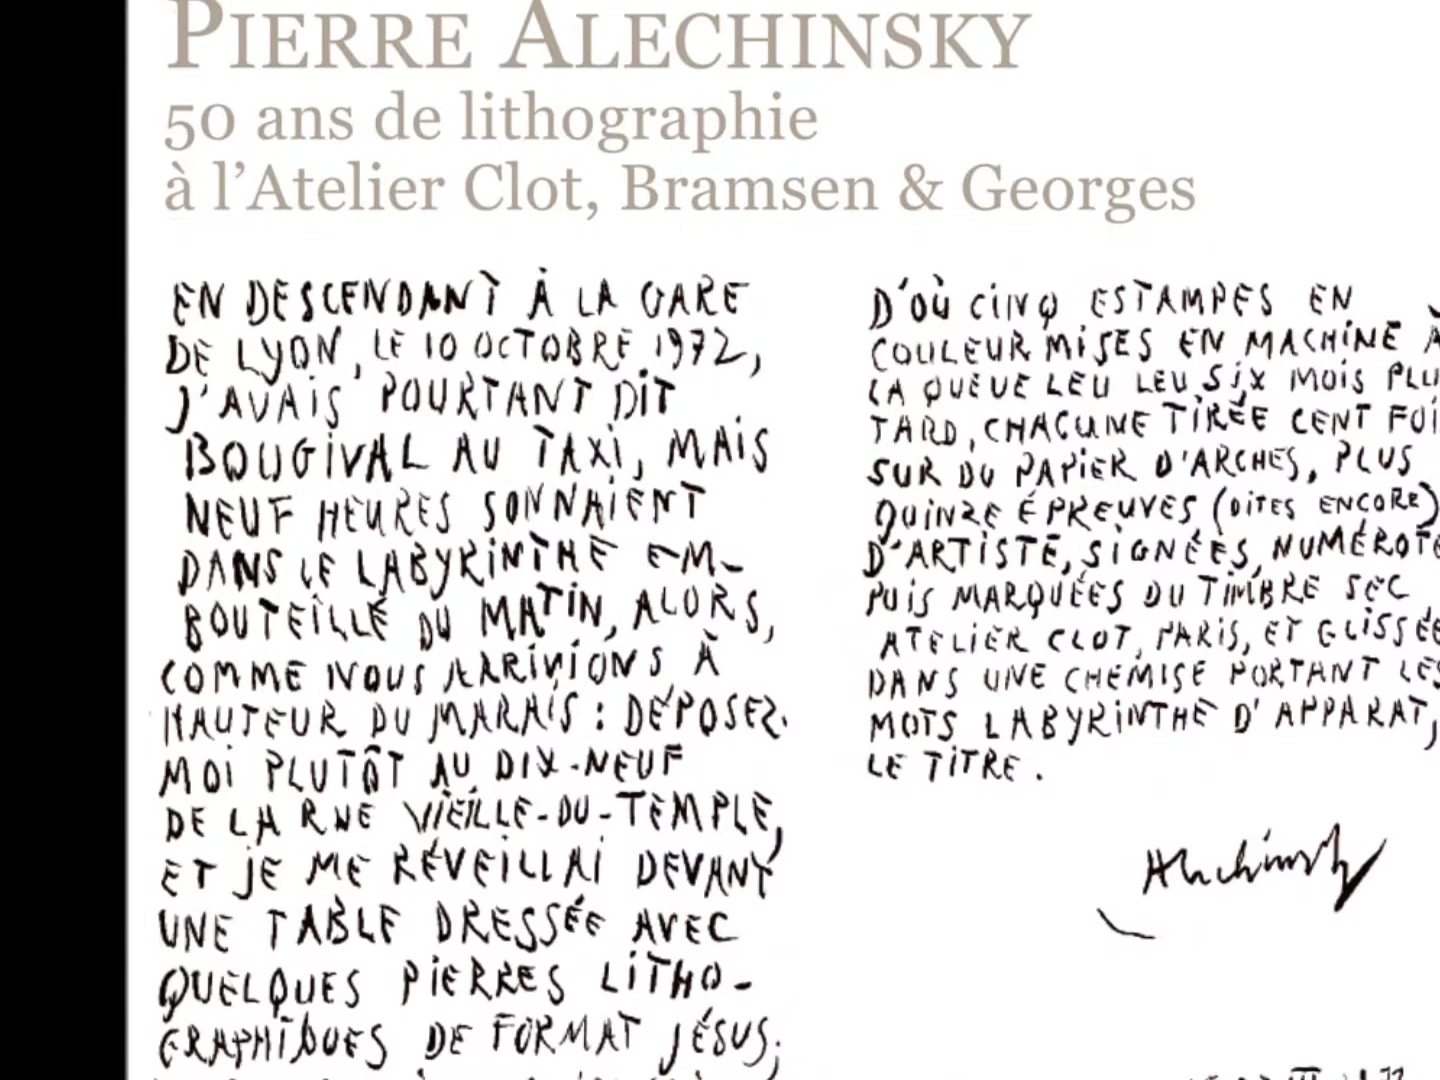 PIERRE ALECHINSKY
50 ans de lithographie
à l'Atelier Clot, Bramsen & Georges
EN DESCENDANT À LA GARE
DE LYON, LE 10 OCTOBRE 1972,
J'AVAIS POURTANT DIT
BOUGIVAL AU TAXI, MAIS
NEUF HEURES SONNAIENT
DANS LE LABYRINTHE EM-
BOUTEILLÉ DU MATIN, ALORS,
COMME NOUS ARRIVIONS À
HAUTEUR DU MARAIS : DÉPOSEZ-
MOI PLUTÔT AU DIX-NEUF
DE LA RUE VIEILLE-DU-TEMPLE,
ET JE ME RÉVEILLAI DEVANT
UNE TABLE DRESSÉE AVEC
QUELQUES PIERRES LITHO-
GRAPHIQUES DE FORMAT JÉSUS;
D'OÙ CINQ ESTAMPES EN
COULEUR MISES EN MACHINE À
LA QUEUE LEU LEU SIX MOIS PLU
TARD, CHACUNE TIRÉE CENT FOI
SUR DU PAPIER D'ARCHES, PLUS
QUINZE ÉPREUVES (DITES ENCORE)
D'ARTISTE, SIGNÉES, NUMÉROTÉ
PUIS MARQUÉES DU TIMBRE SEC
ATELIER CLOT, PARIS, ET GLISSÉE
DANS UNE CHEMISE PORTANT LES
MOTS LABYRINTHE D'APPARAT,
LE TITRE.
Alechinsky